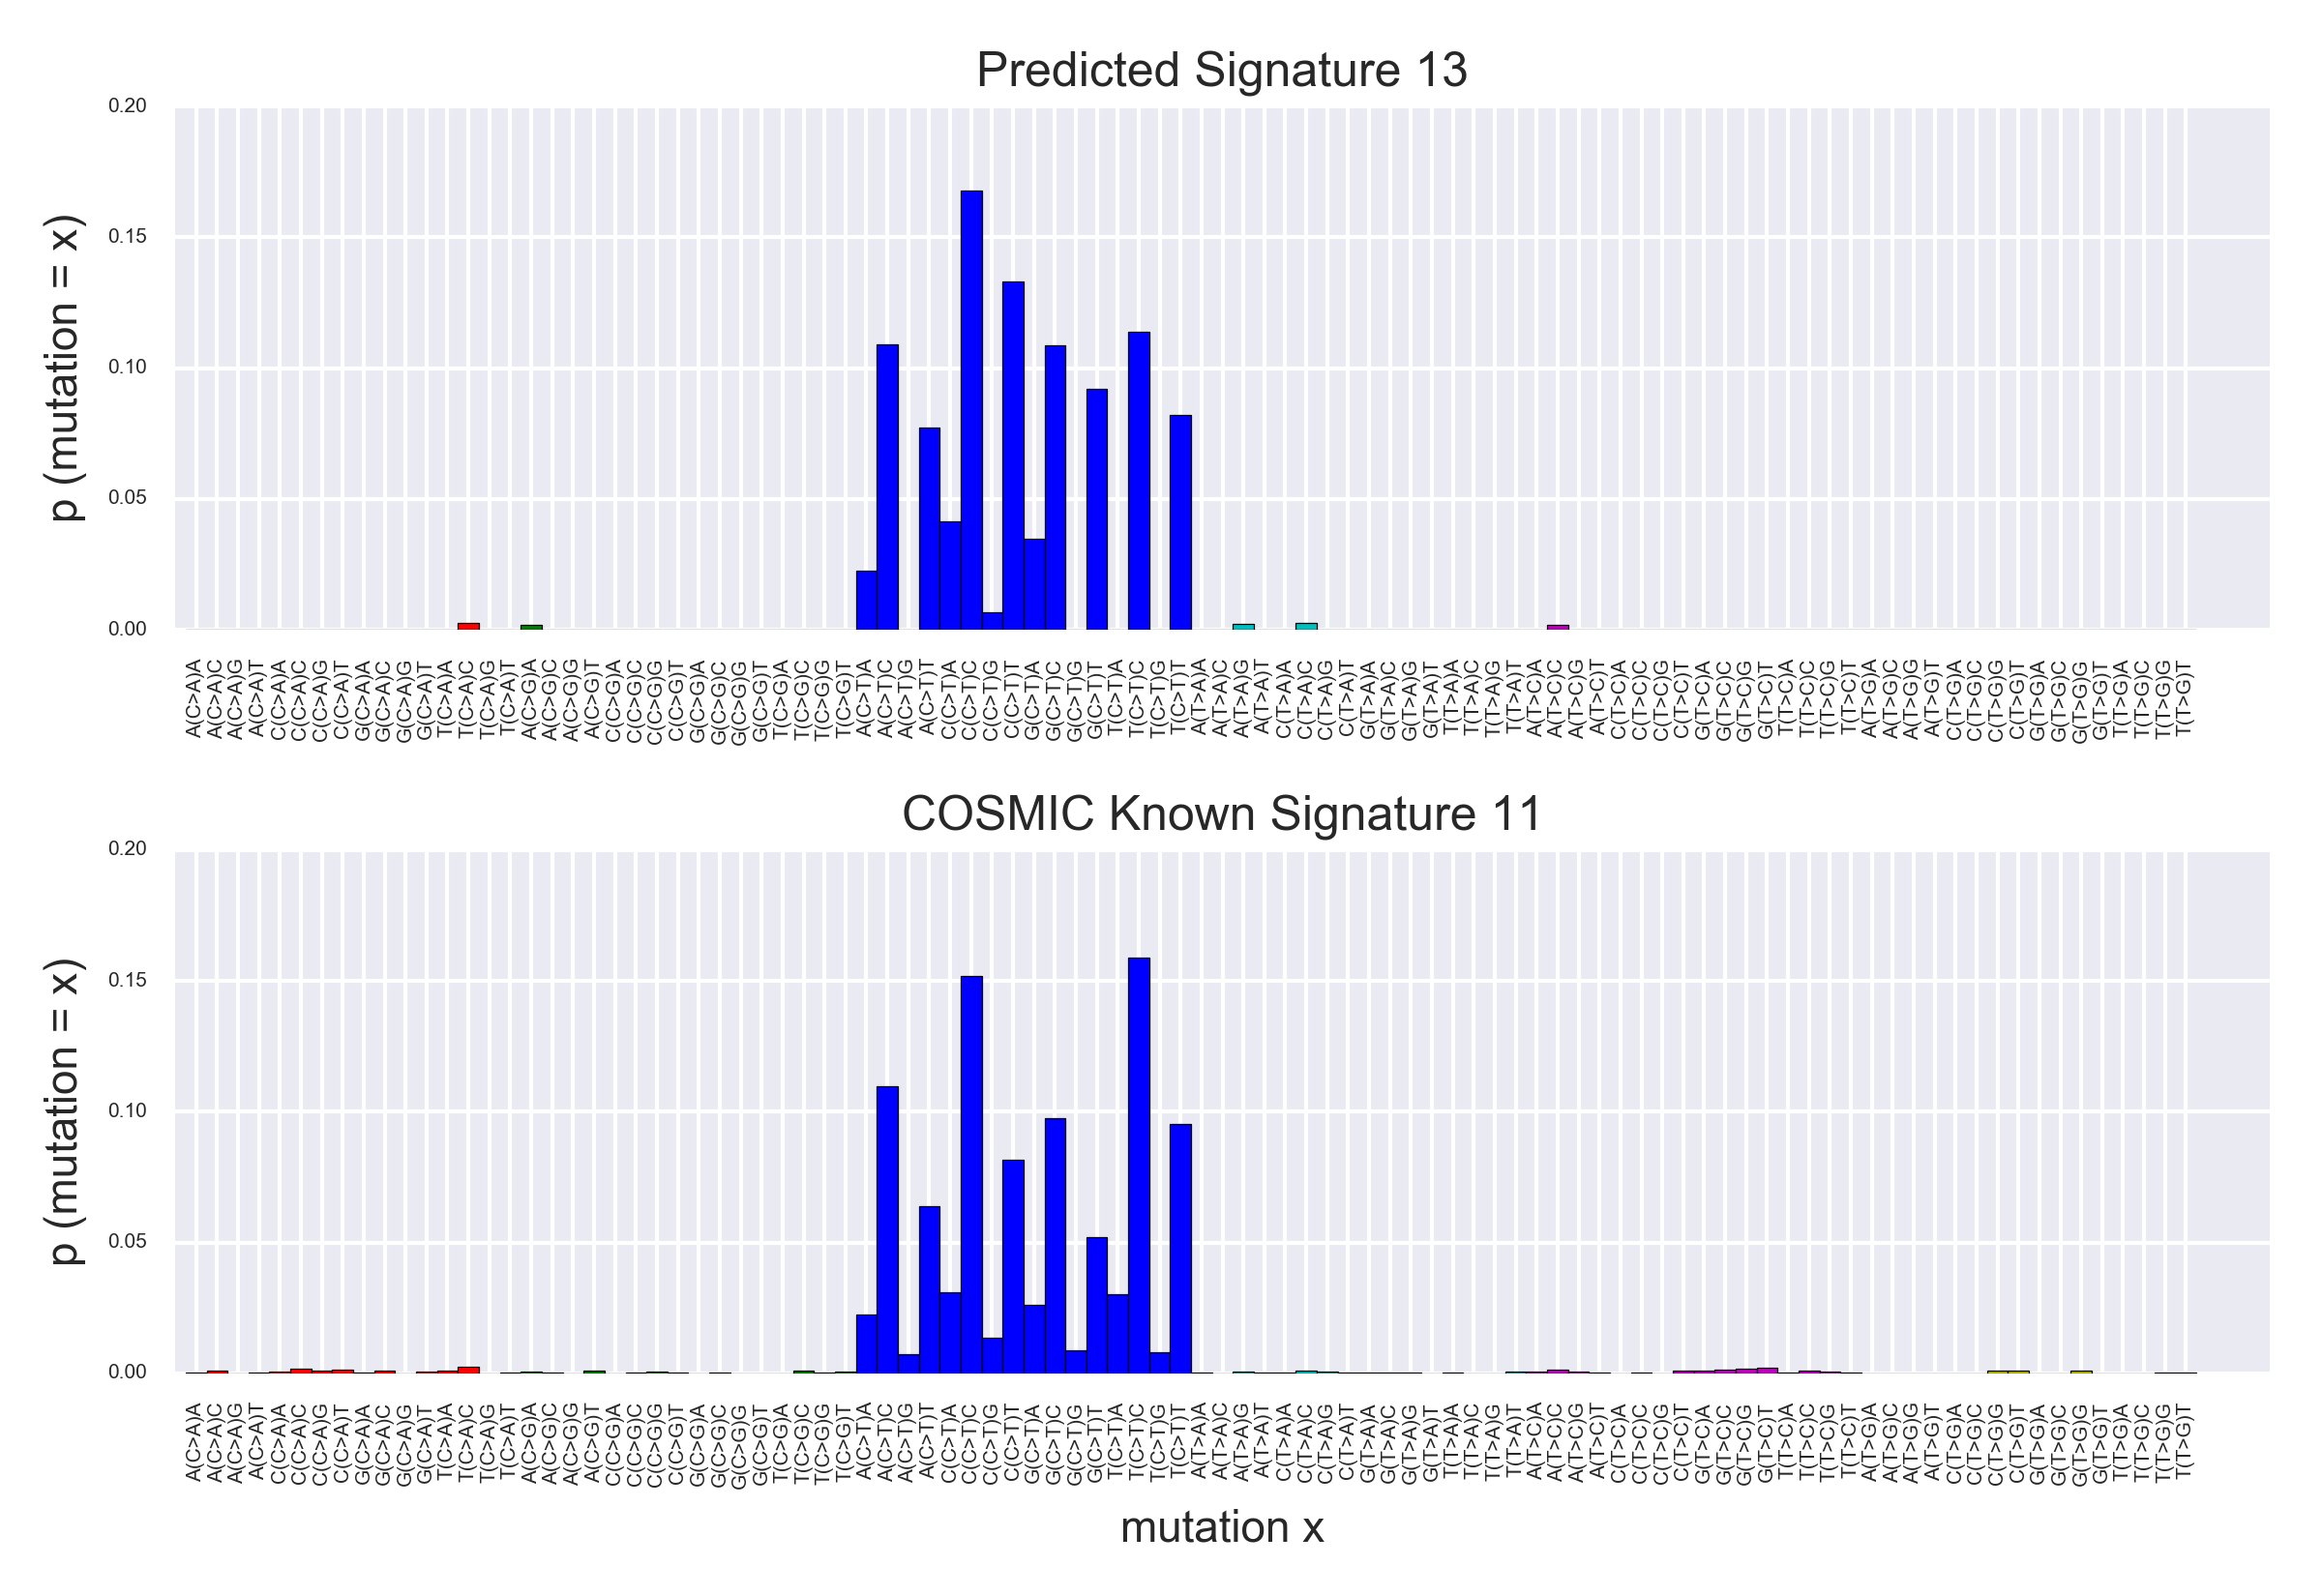 Predicted Signature 13
0.20
0.15
0.10
0.05
0.00
p (mutation = x)
A(C>A)A A(C>A)C A(C>A)G A(C>A)T C(C>A)A C(C>A)C C(C>A)G C(C>A)T G(C>A)A G(C>A)C G(C>A)G G(C>A)T T(C>A)A T(C>A)C T(C>A)G T(C>A)T A(C>G)A A(C>G)C A(C>G)G A(C>G)T C(C>G)A C(C>G)C C(C>G)G C(C>G)T G(C>G)A G(C>G)C G(C>G)G G(C>G)T T(C>G)A T(C>G)C T(C>G)G T(C>G)T A(C>T)A A(C>T)C A(C>T)G A(C>T)T C(C>T)A C(C>T)C C(C>T)G C(C>T)T G(C>T)A G(C>T)C G(C>T)G G(C>T)T T(C>T)A T(C>T)C T(C>T)G T(C>T)T A(T>A)A A(T>A)C A(T>A)G A(T>A)T C(T>A)A C(T>A)C C(T>A)G C(T>A)T G(T>A)A G(T>A)C G(T>A)G G(T>A)T T(T>A)A T(T>A)C T(T>A)G T(T>A)T A(T>C)A A(T>C)C A(T>C)G A(T>C)T C(T>C)A C(T>C)C C(T>C)G C(T>C)T G(T>C)A G(T>C)C G(T>C)G G(T>C)T T(T>C)A T(T>C)C T(T>C)G T(T>C)T A(T>G)A A(T>G)C A(T>G)G A(T>G)T C(T>G)A C(T>G)C C(T>G)G C(T>G)T G(T>G)A G(T>G)C G(T>G)G G(T>G)T T(T>G)A T(T>G)C T(T>G)G T(T>G)T
COSMIC Known Signature 11
0.20
0.15
0.10
0.05
0.00
p (mutation = x)
A(C>A)A A(C>A)C A(C>A)G A(C>A)T C(C>A)A C(C>A)C C(C>A)G C(C>A)T G(C>A)A G(C>A)C G(C>A)G G(C>A)T T(C>A)A T(C>A)C T(C>A)G T(C>A)T A(C>G)A A(C>G)C A(C>G)G A(C>G)T C(C>G)A C(C>G)C C(C>G)G C(C>G)T G(C>G)A G(C>G)C G(C>G)G G(C>G)T T(C>G)A T(C>G)C T(C>G)G T(C>G)T A(C>T)A A(C>T)C A(C>T)G A(C>T)T C(C>T)A C(C>T)C C(C>T)G C(C>T)T G(C>T)A G(C>T)C G(C>T)G G(C>T)T T(C>T)A T(C>T)C T(C>T)G T(C>T)T A(T>A)A A(T>A)C A(T>A)G A(T>A)T C(T>A)A C(T>A)C C(T>A)G C(T>A)T G(T>A)A G(T>A)C G(T>A)G G(T>A)T T(T>A)A T(T>A)C T(T>A)G T(T>A)T A(T>C)A A(T>C)C A(T>C)G A(T>C)T C(T>C)A C(T>C)C C(T>C)G C(T>C)T G(T>C)A G(T>C)C G(T>C)G G(T>C)T T(T>C)A T(T>C)C T(T>C)G T(T>C)T A(T>G)A A(T>G)C A(T>G)G A(T>G)T C(T>G)A C(T>G)C C(T>G)G C(T>G)T G(T>G)A G(T>G)C G(T>G)G G(T>G)T T(T>G)A T(T>G)C T(T>G)G T(T>G)T
mutation x